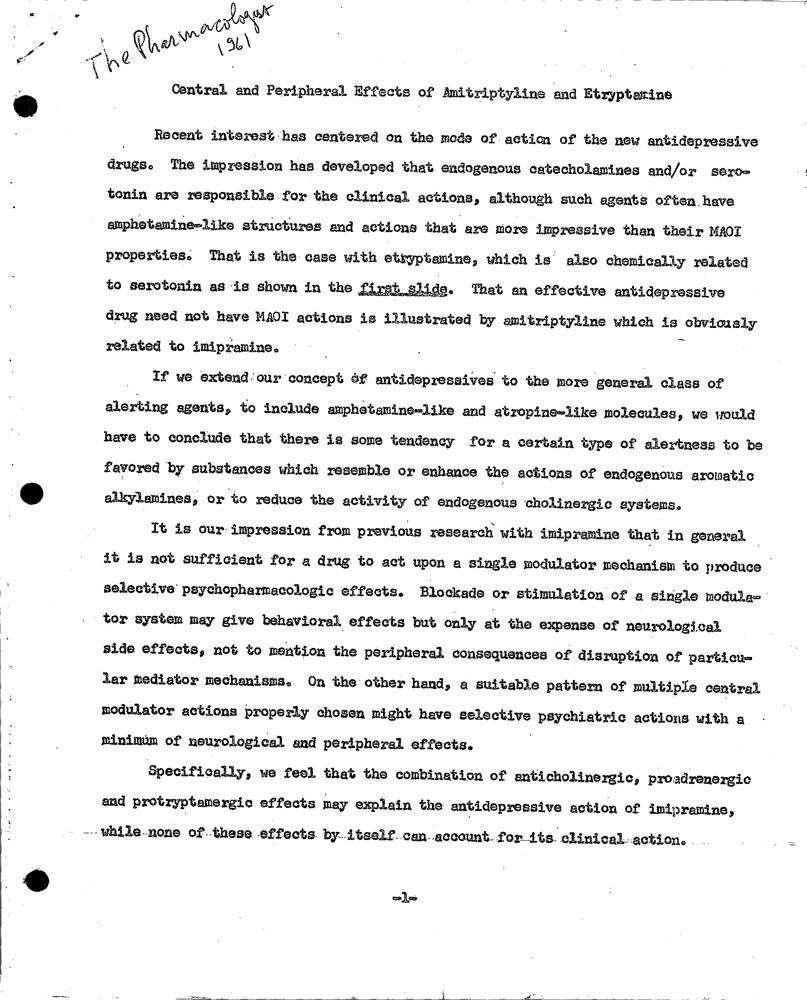 The Pharmacologist
1961
Central and Peripheral Effects of Amitriptyline and Etryptamine
Recent interest has centered on the mode of action of the new antidepressive
drugs. The impression has developed that endogenous catecholamines and/or sero-
tonin are responsible for the clinical actions, although such agents often have
amphetamine-like structures and actions that are more impressive than their MAOI
properties. That is the case with etryptamine, which is also chemically related
to serotonin as is shown in the first slide. That an effective antidepressive
drug need not have MAOI actions is illustrated by amitriptyline which is obviously
related to imipramine.
If we extend our concept of antidepressives to the more general class of
alerting agents, to include amphetamine-like and atropine-like molecules, we would
have to conclude that there is some tendency for a certain type of alertness to be
favored by substances which resemble or enhance the actions of endogenous aromatic
alkylamines, or to reduce the activity of endogenous cholinergic systems.
It is our impression from previous research with imipramine that in general
it is not sufficient for a drug to act upon a single modulator mechanism to produce
selective psychopharmacologic effects. Blockade or stimulation of a single modula-
tor system may give behavioral effects but only at the expense of neurological
side effects, not to mention the peripheral consequences of disruption of particu-
lar mediator mechanisms. On the other hand, a suitable pattern of multiple central
modulator actions properly chosen might have selective psychiatric actions with a
minimum of neurological and peripheral effects.
Specifically, we feel that the combination of anticholinergic, proadrenergic
and protryptamergic effects may explain the antidepressive action of imipramine,
while none of these effects by itself can account for its clinical action.
-1-